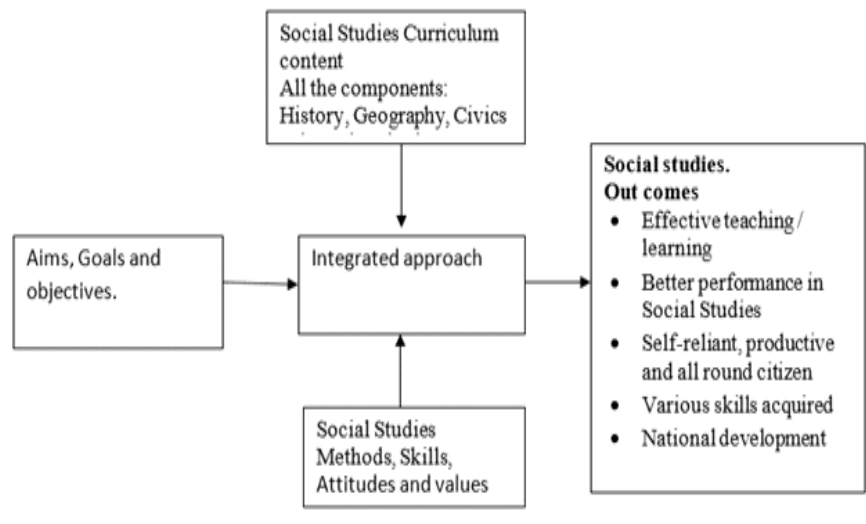 Social Studies Curriculum
content
All the components:
History, Geography, Civics
Social studies.
Out comes
• Effective teaching /
learning
• Better performance in
Social Studies
• Self-reliant, productive
and all round citizen
• Various skills acquired
• National development
Aims, Goals and
objectives.
Integrated approach
Social Studies
Methods, Skills,
Attitudes and values